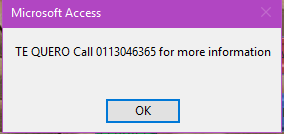 Microsoft Access
TE QUERO Call 0113046365 for more information
OK